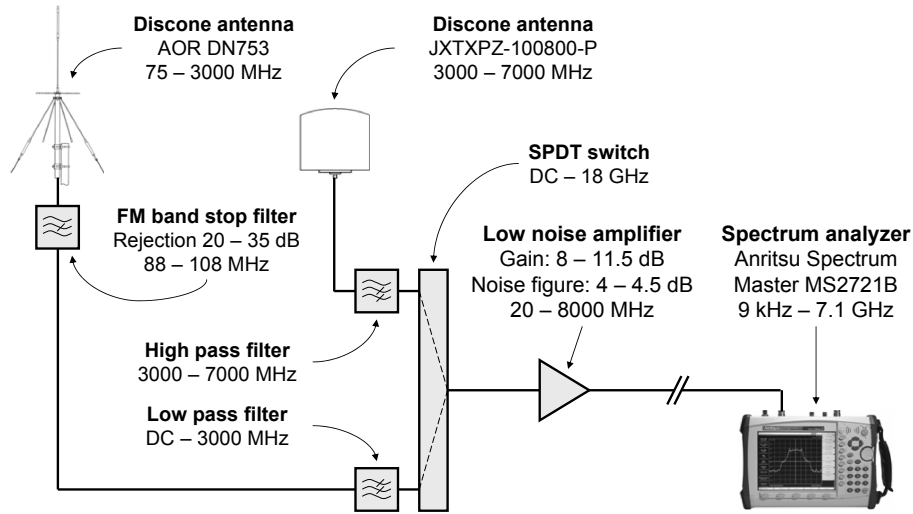 Discone antenna
AOR DN753
75 – 3000 MHz
Discone antenna
JXTXPZ-100800-P
3000 – 7000 MHz
SPDT switch
DC – 18 GHz
FM band stop filter
Rejection 20 – 35 dB
88 – 108 MHz
Low noise amplifier
Gain: 8 – 11.5 dB
Noise figure: 4 – 4.5 dB
20 – 8000 MHz
Spectrum analyzer
Anritsu Spectrum
Master MS2721B
9 kHz – 7.1 GHz
High pass filter
3000 – 7000 MHz
Low pass filter
DC – 3000 MHz